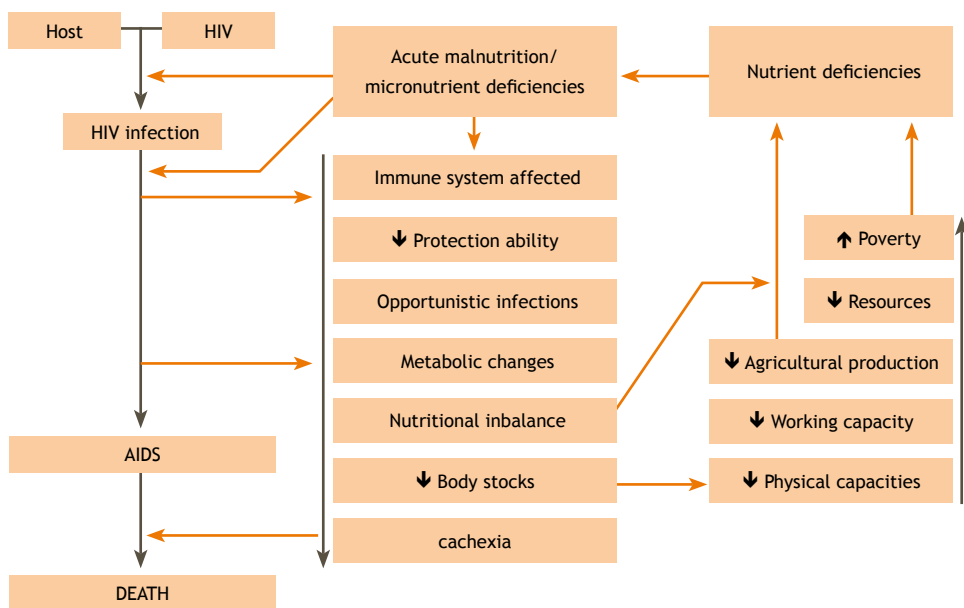 Host
HIV
Acute malnutrition/
micronutrient deficiencies
Nutrient deficiencies
HIV infection
Immune system affected
↓ Protection ability
↑ Poverty
Opportunistic infections
↓ Resources
Metabolic changes
↓ Agricultural production
Nutritional inbalance
↓ Working capacity
AIDS
↓ Body stocks
↓ Physical capacities
cachexia
DEATH